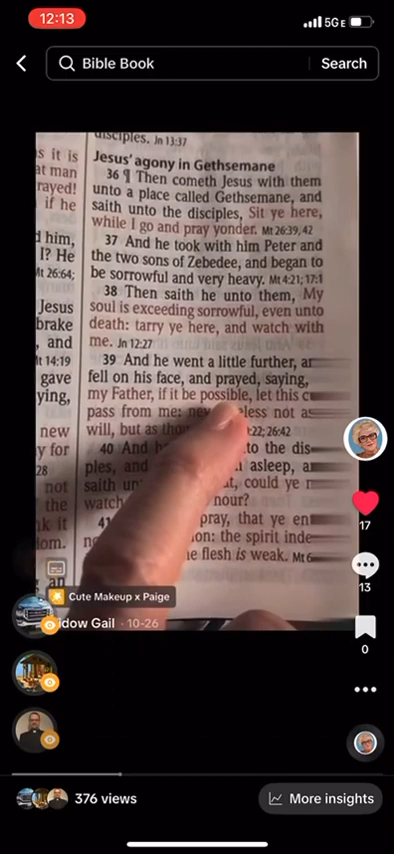 12:13
5G E
Bible Book
Search
disciples. Jn 13:37
Jesus' agony in Gethsemane
36 ¶ Then cometh Jesus with them
unto a place called Gethsemane, and
saith unto the disciples, Sit ye here,
while I go and pray yonder. Mt 26:39, 42
37 And he took with him Peter and
the two sons of Zebedee, and began to
be sorrowful and very heavy. Mt 4:21; 17:1
38 Then saith he unto them, My
soul is exceeding sorrowful, even unto
death: tarry ye here, and watch with
me. Jn 12:27
39 And he went a little further,
fell on his face, and prayed, saying,
my Father, if it be possible, let this
pass from me: not as
will, but as
:22; 26:42
40 And to the dis-
ples, and asleep,
saith could ye
watch hour?
41 pray, that ye
the spirit
flesh is weak. Mt
s it is
at man
rayed!
if he
d him,
I? He
Mt 26:64;
Jesus
brake
, and
Mt 14:19
gave
ying,
new
y for
28
not
the
k it
dom.
an
17
13
0
Cute Makeup x Paige
idow Gail · 10-26
376 views
More insights